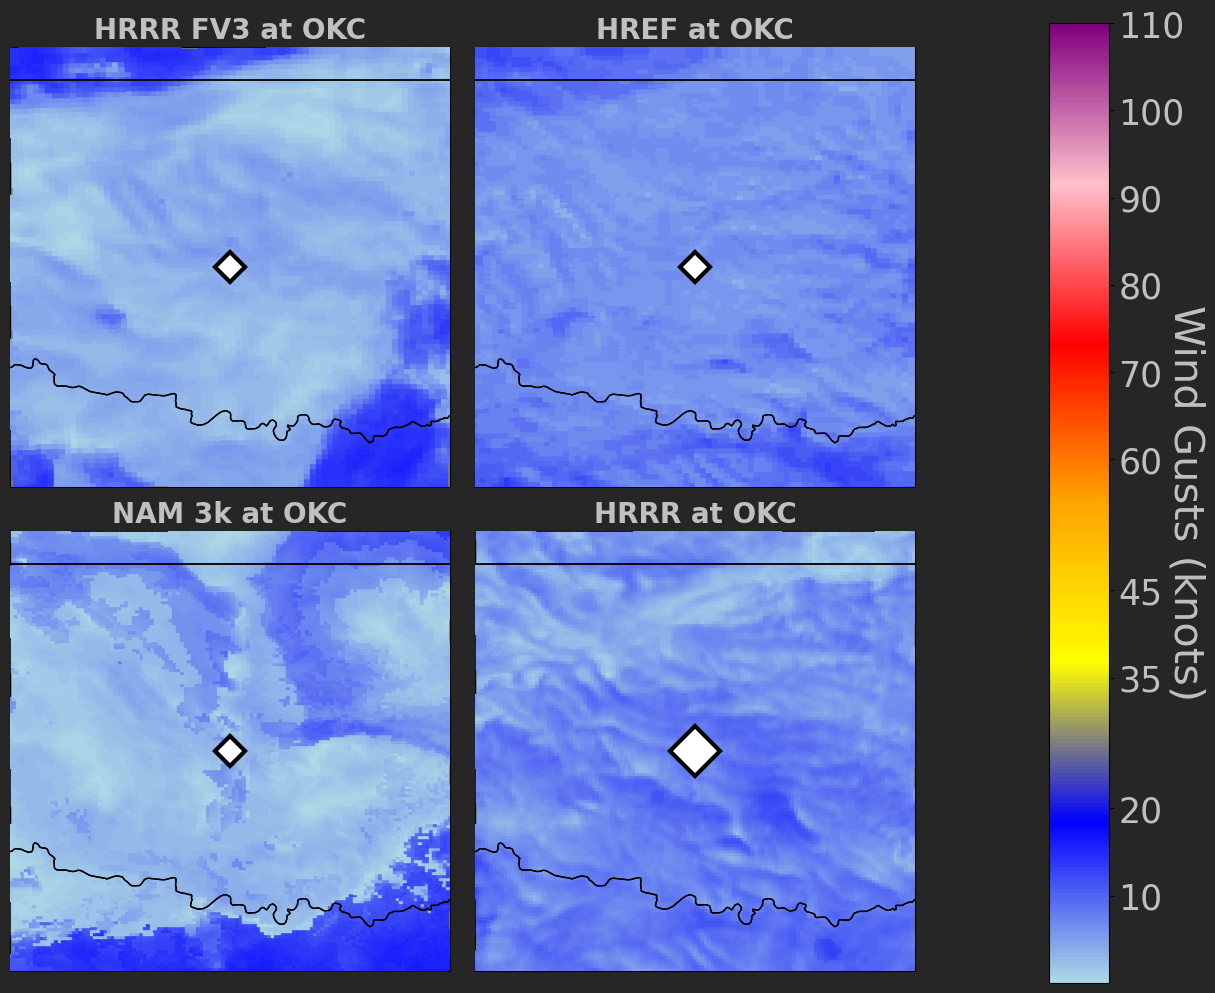 HRRR FV3 at OKC
HREF at OKC
NAM 3k at OKC
HRRR at OKC
110
100
90
80
70
60
45
35
20
10
Wind Gusts (knots)